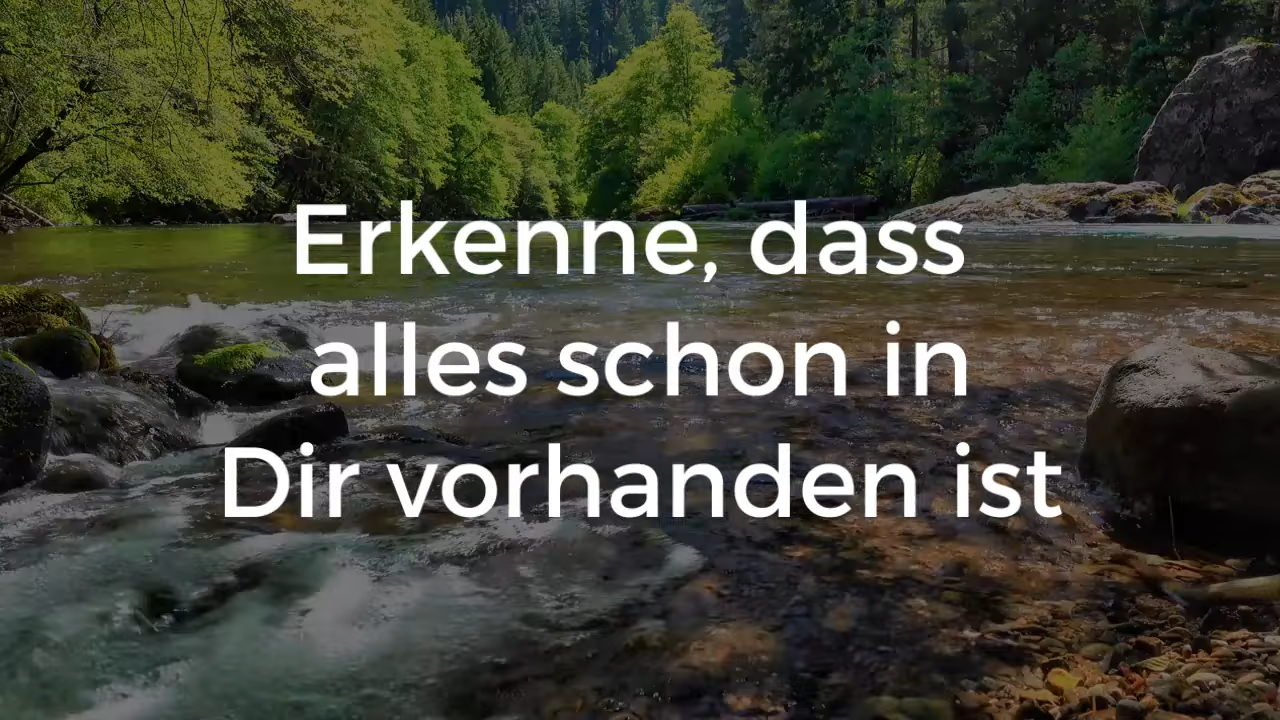 Erkenne, dass
alles schon in
Dir vorhanden ist